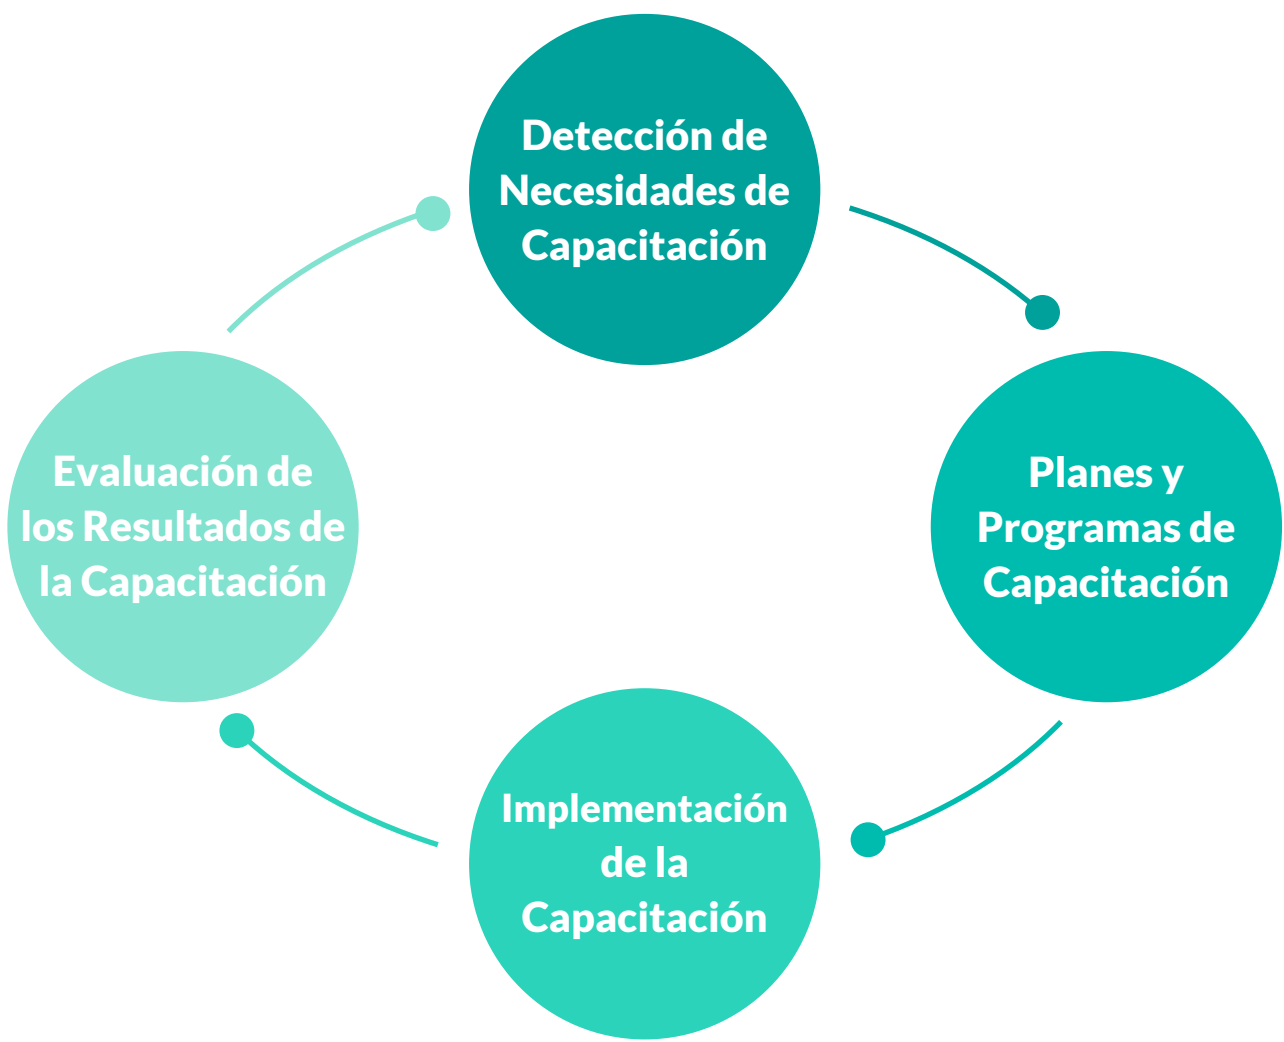 Detección de
Necesidades de
Capacitación
Planes y
Programas de
Capacitación
Implementación
de la
Capacitación
Evaluación de
los Resultados de
la Capacitación